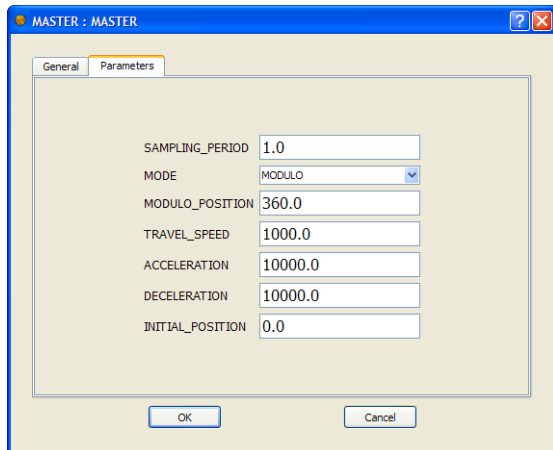 MASTER : MASTER
General Parameters
SAMPLING_PERIOD 1.0
MODE MODULO
MODULO_POSITION 360.0
TRAVEL_SPEED 1000.0
ACCELERATION 10000.0
DECELERATION 10000.0
INITIAL_POSITION 0.0
OK Cancel